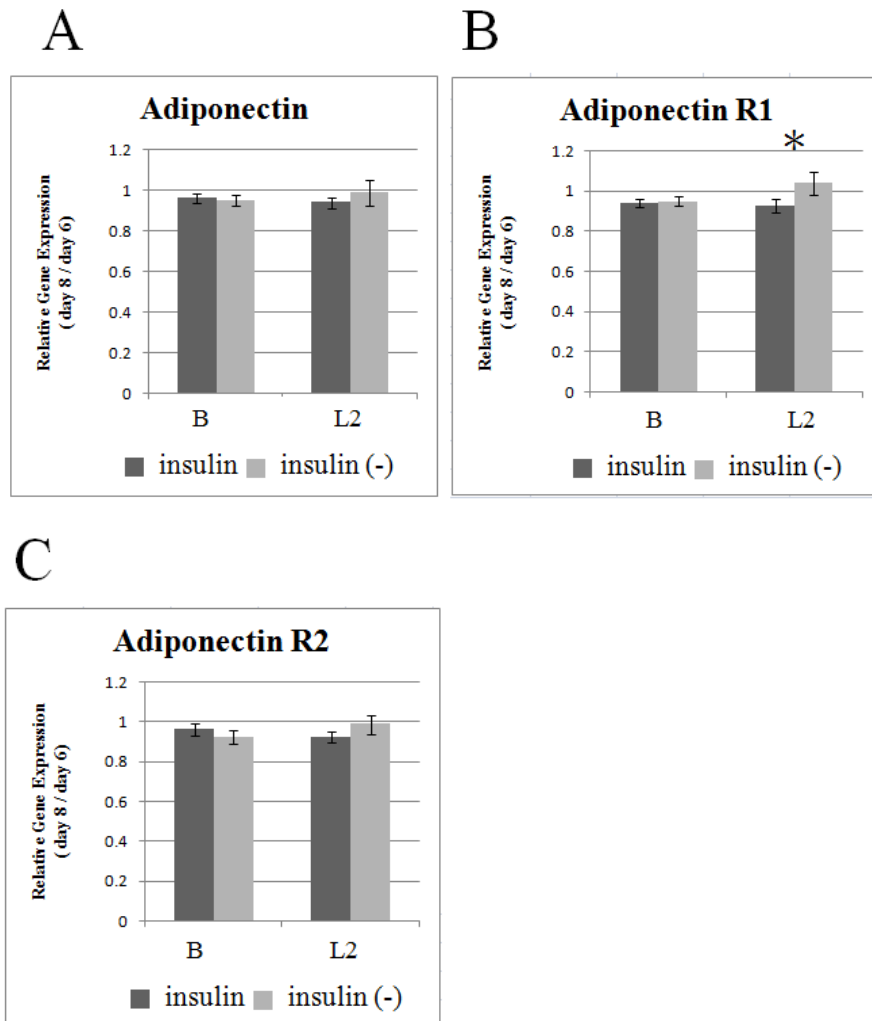 A
Adiponectin
1.2
1
0.8
0.6
0.4
0.2
0
Relative Gene Expression
( day 8 / day 6)
B L2
insulin insulin (-)
B
Adiponectin R1
*
1.2
1
0.8
0.6
0.4
0.2
0
Relative Gene Expression
( day 8 / day 6)
B L2
insulin insulin (-)
C
Adiponectin R2
1.2
1
0.8
0.6
0.4
0.2
0
Relative Gene Expression
( day 8 / day 6)
B L2
insulin insulin (-)